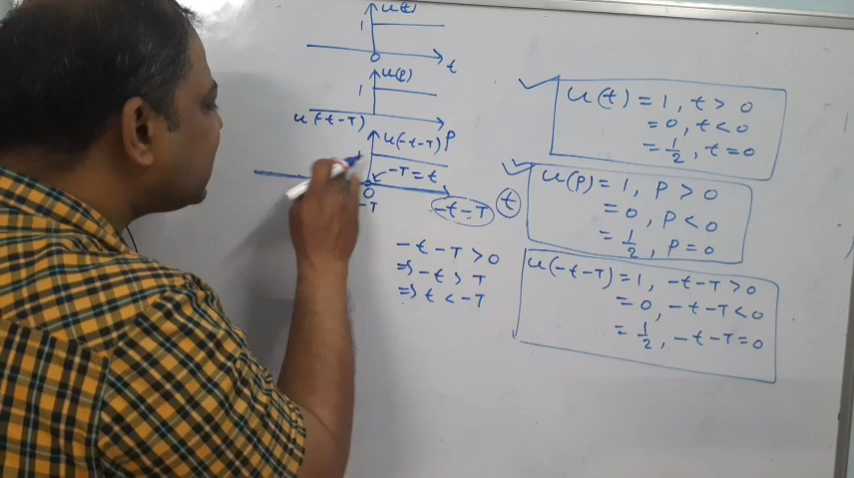 u(t)
1
0
t
u(p)
1
u(-t-T)
p
u(-t-T)
1
-T = t
0
-T
-t-T
t
-t-T > 0
⇒ -t > T
⇒ t < -T
u(t) = 1, t > 0
= 0, t < 0
= 1/2, t = 0
u(p) = 1, p > 0
= 0, p < 0
= 1/2, p = 0
u(-t-T) = 1, -t-T > 0
= 0, -t-T < 0
= 1/2, -t-T = 0